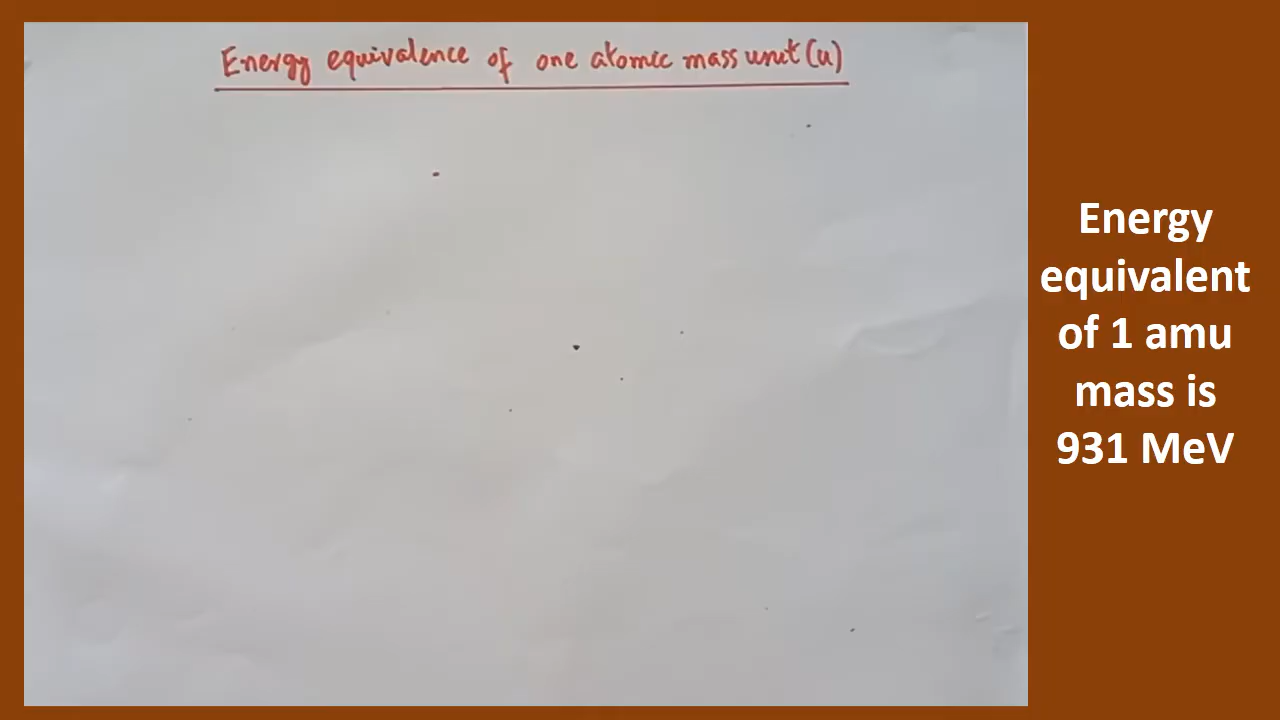 Energy equivalence of one atomic mass unit (u)
Energy
equivalent
of 1 amu
mass is
931 MeV